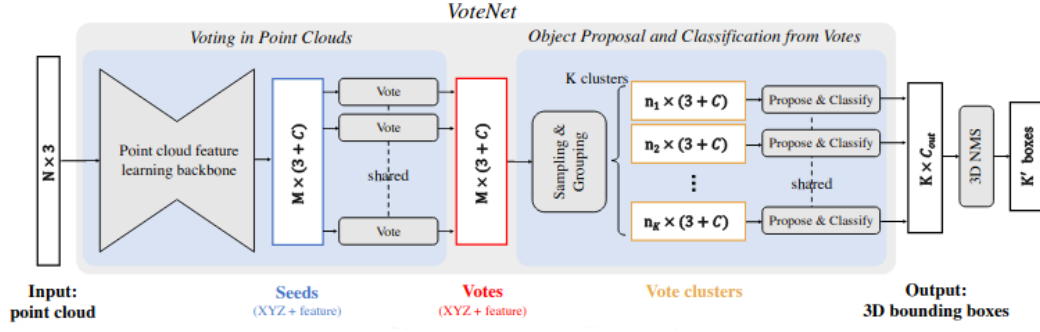 VoteNet
Voting in Point Clouds
Object Proposal and Classification from Votes
N × 3
Point cloud feature
learning backbone
M × (3 + C)
Vote
Vote
shared
Vote
M × (3 + C)
Sampling &
Grouping
K clusters
n₁ × (3 + C)
n₂ × (3 + C)
⋮
n_K × (3 + C)
Propose & Classify
Propose & Classify
shared
Propose & Classify
K × C_out
3D NMS
K' boxes
Input:
point cloud
Seeds
(XYZ + feature)
Votes
(XYZ + feature)
Vote clusters
Output:
3D bounding boxes